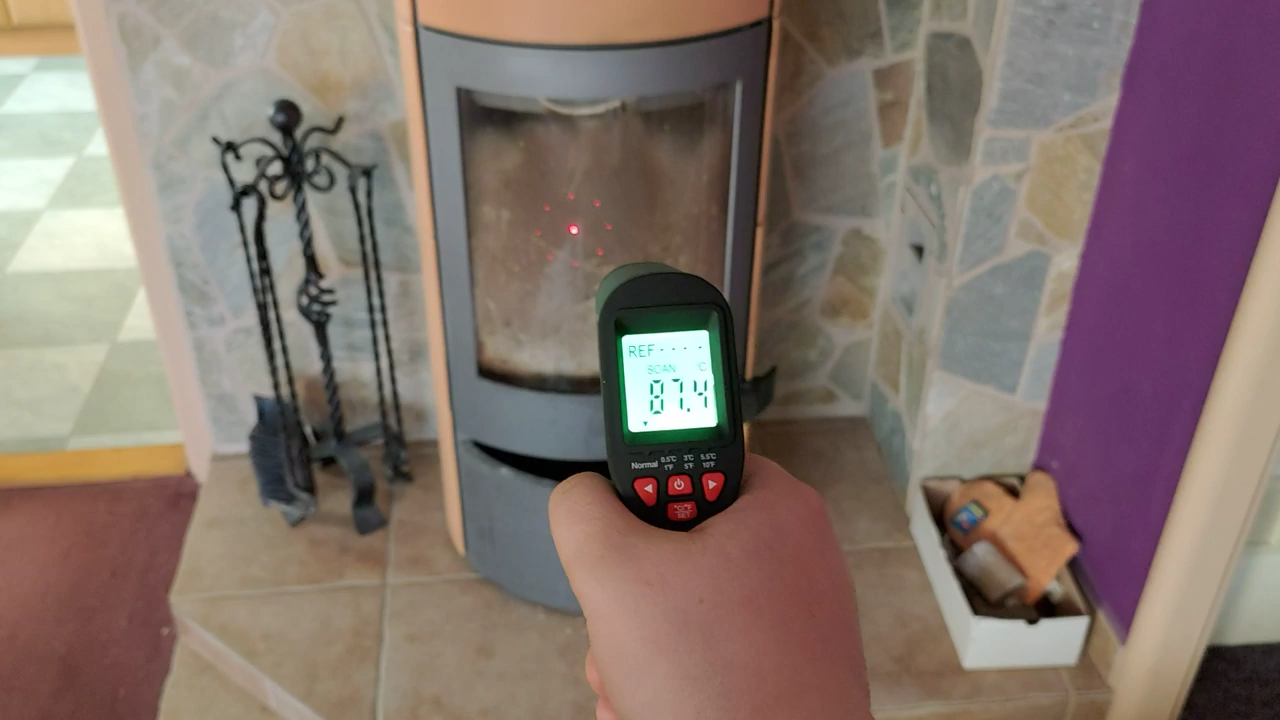 REF----
SCAN °C
87.4
Normal 0.5°C 3°C 5.5°C
1°F 5°F 10°F
°C/°F
SET